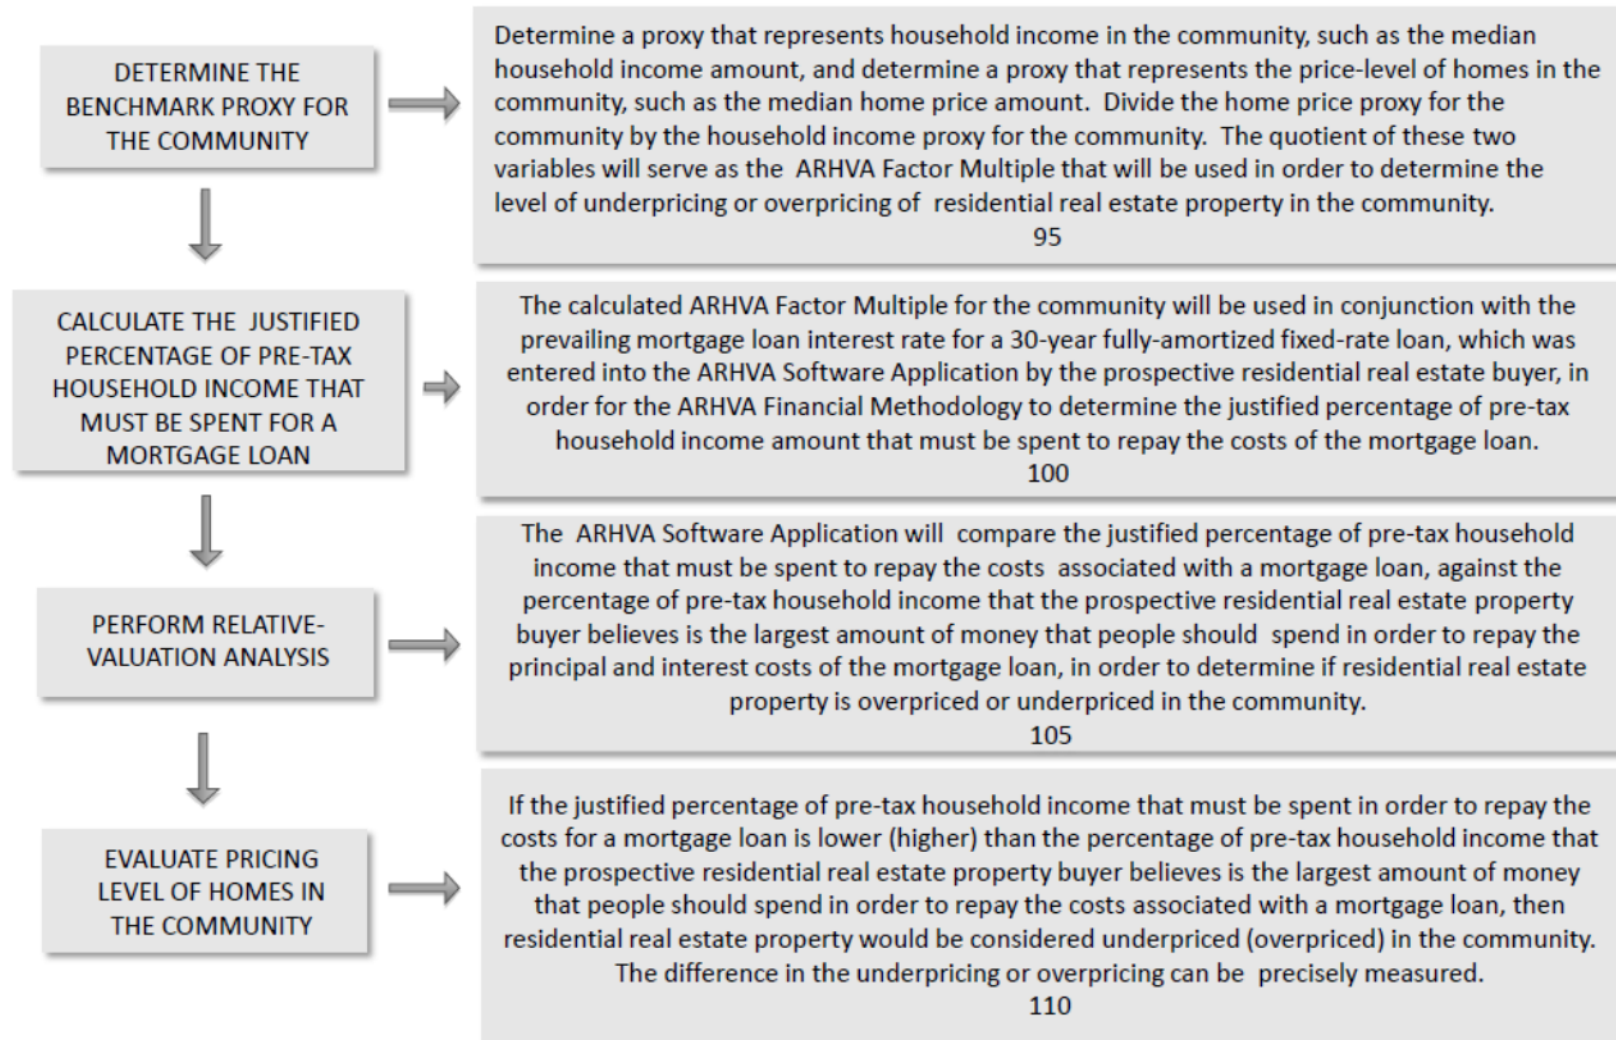 DETERMINE THE
BENCHMARK PROXY FOR
THE COMMUNITY
Determine a proxy that represents household income in the community, such as the median
household income amount, and determine a proxy that represents the price-level of homes in the
community, such as the median home price amount. Divide the home price proxy for the
community by the household income proxy for the community. The quotient of these two
variables will serve as the ARHVA Factor Multiple that will be used in order to determine the
level of underpricing or overpricing of residential real estate property in the community.
95
CALCULATE THE JUSTIFIED
PERCENTAGE OF PRE-TAX
HOUSEHOLD INCOME THAT
MUST BE SPENT FOR A
MORTGAGE LOAN
The calculated ARHVA Factor Multiple for the community will be used in conjunction with the
prevailing mortgage loan interest rate for a 30-year fully-amortized fixed-rate loan, which was
entered into the ARHVA Software Application by the prospective residential real estate buyer, in
order for the ARHVA Financial Methodology to determine the justified percentage of pre-tax
household income amount that must be spent to repay the costs of the mortgage loan.
100
PERFORM RELATIVE-
VALUATION ANALYSIS
The ARHVA Software Application will compare the justified percentage of pre-tax household
income that must be spent to repay the costs associated with a mortgage loan, against the
percentage of pre-tax household income that the prospective residential real estate property
buyer believes is the largest amount of money that people should spend in order to repay the
principal and interest costs of the mortgage loan, in order to determine if residential real estate
property is overpriced or underpriced in the community.
105
EVALUATE PRICING
LEVEL OF HOMES IN
THE COMMUNITY
If the justified percentage of pre-tax household income that must be spent in order to repay the
costs for a mortgage loan is lower (higher) than the percentage of pre-tax household income that
the prospective residential real estate property buyer believes is the largest amount of money
that people should spend in order to repay the costs associated with a mortgage loan, then
residential real estate property would be considered underpriced (overpriced) in the community.
The difference in the underpricing or overpricing can be precisely measured.
110